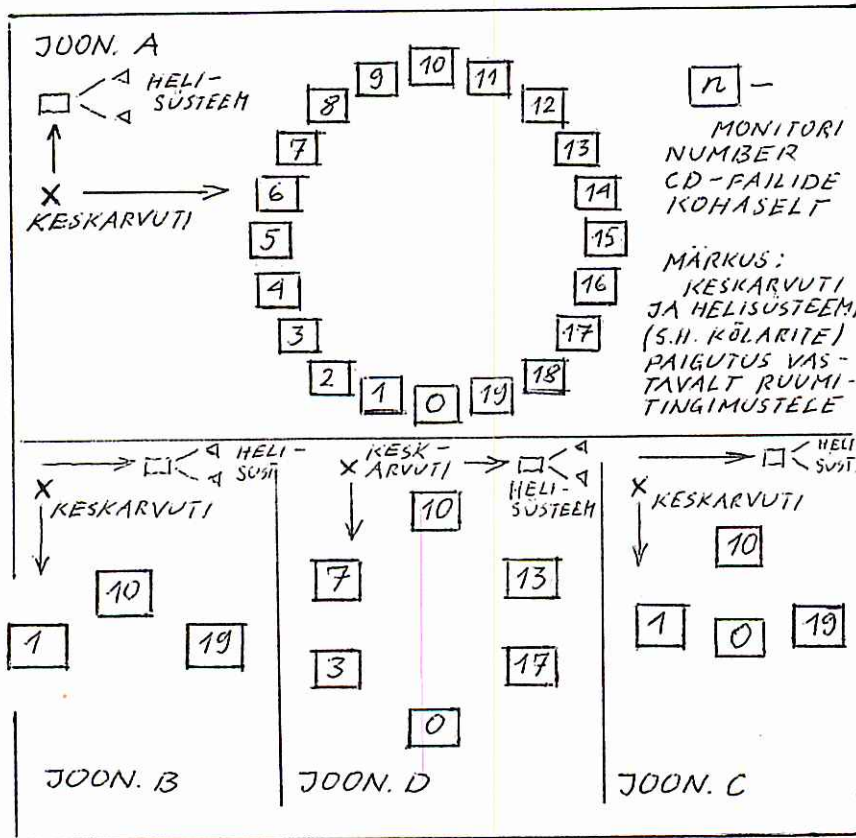 JOON. A
HELI-
SÜSTEEM
KESKARVUTI
10
9
11
8
12
7
13
6
14
5
15
4
16
3
17
2
18
1
0
19
n –
MONITORI
NUMBER
CD-FAILIDE
KOHASELT
MÄRKUS:
KESKARVUTI
JA HELISÜSTEEMI
(S.H. KÕLARITE)
PAIGUTUS VAS-
TAVALT RUUMI-
TINGIMUSTELE
HELI-
SÜST
KESKARVUTI
10
1
19
JOON. B
KESK-
ARVUTI
HELI-
SÜSTEEM
10
7
13
3
17
0
JOON. D
HELI
SÜST
KESKARVUTI
10
1
0
19
JOON. C